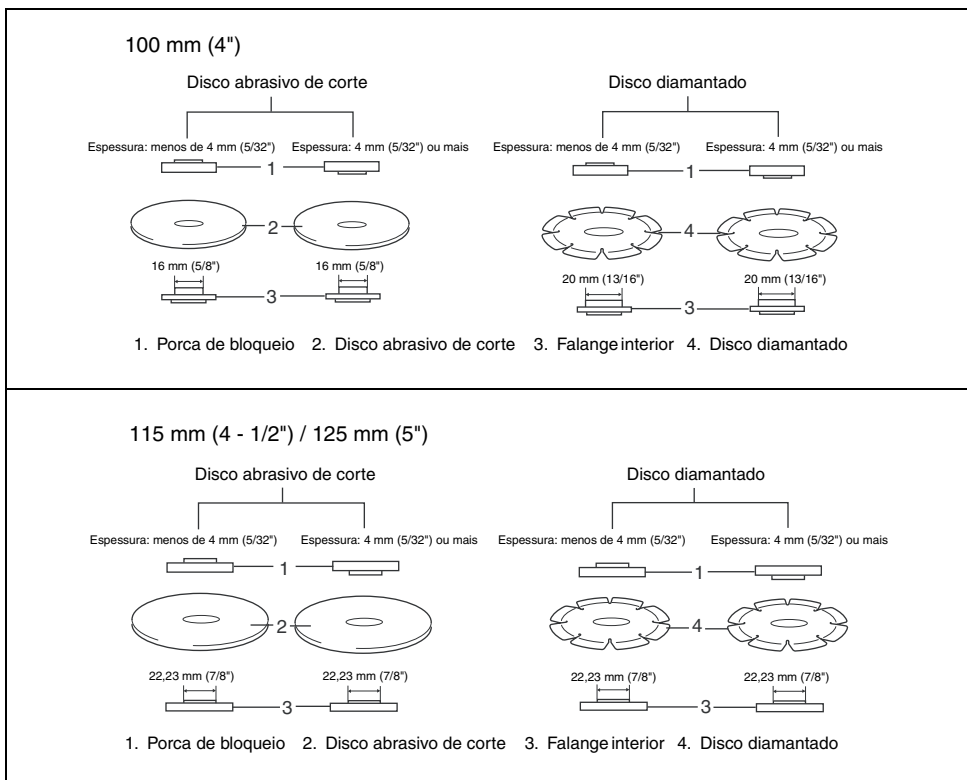 100 mm (4")
Disco abrasivo de corte
Disco diamantado
Espessura: menos de 4 mm (5/32") Espessura: 4 mm (5/32") ou mais
Espessura: menos de 4 mm (5/32") Espessura: 4 mm (5/32") ou mais
1
1
2
4
16 mm (5/8") 16 mm (5/8")
20 mm (13/16") 20 mm (13/16")
3
3
1. Porca de bloqueio 2. Disco abrasivo de corte 3. Falange interior 4. Disco diamantado
115 mm (4 - 1/2") / 125 mm (5")
Disco abrasivo de corte
Disco diamantado
Espessura: menos de 4 mm (5/32") Espessura: 4 mm (5/32") ou mais
Espessura: menos de 4 mm (5/32") Espessura: 4 mm (5/32") ou mais
1
1
2
4
22,23 mm (7/8") 22,23 mm (7/8")
22,23 mm (7/8") 22,23 mm (7/8")
3
3
1. Porca de bloqueio 2. Disco abrasivo de corte 3. Falange interior 4. Disco diamantado